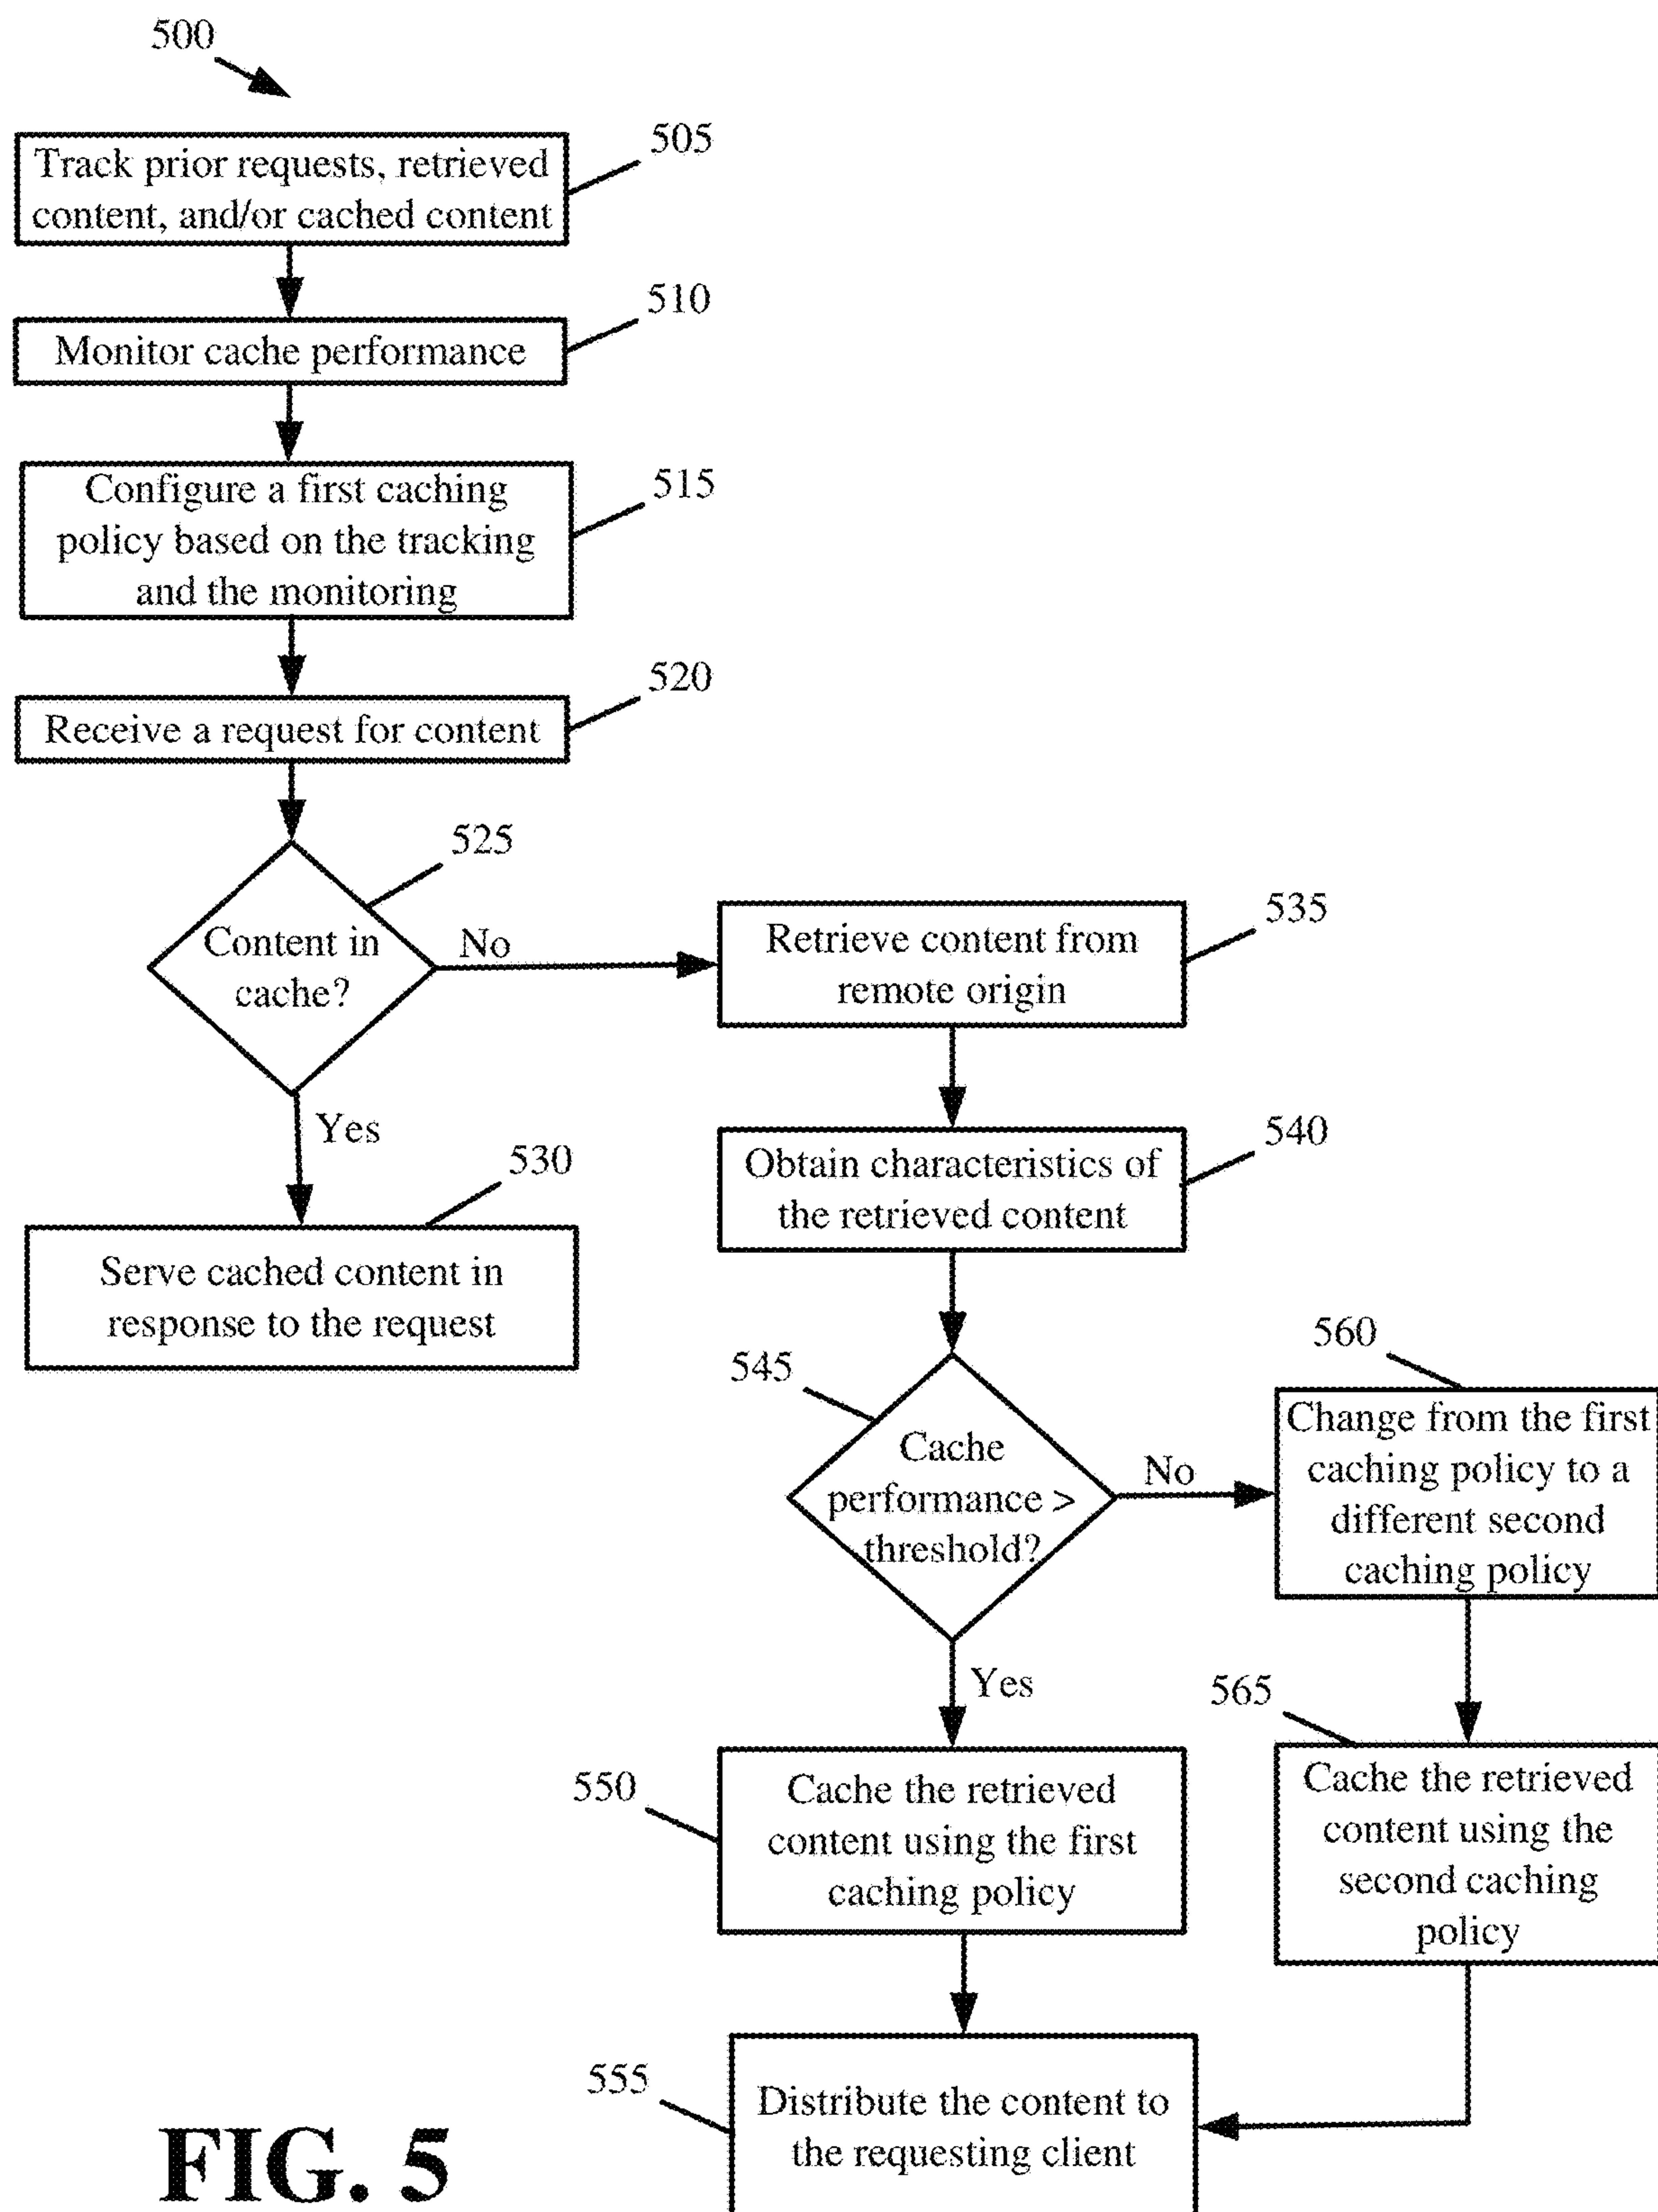 500
505
Track prior requests, retrieved
content, and/or cached content
510
Monitor cache performance
515
Configure a first caching
policy based on the tracking
and the monitoring
520
Receive a request for content
525
Content in
cache?
No
Yes
530
Serve cached content in
response to the request
535
Retrieve content from
remote origin
540
Obtain characteristics of
the retrieved content
545
Cache
performance >
threshold?
No
Yes
560
Change from the first
caching policy to a
different second
caching policy
550
Cache the retrieved
content using the first
caching policy
565
Cache the retrieved
content using the
second caching
policy
555
Distribute the content to
the requesting client
FIG. 5